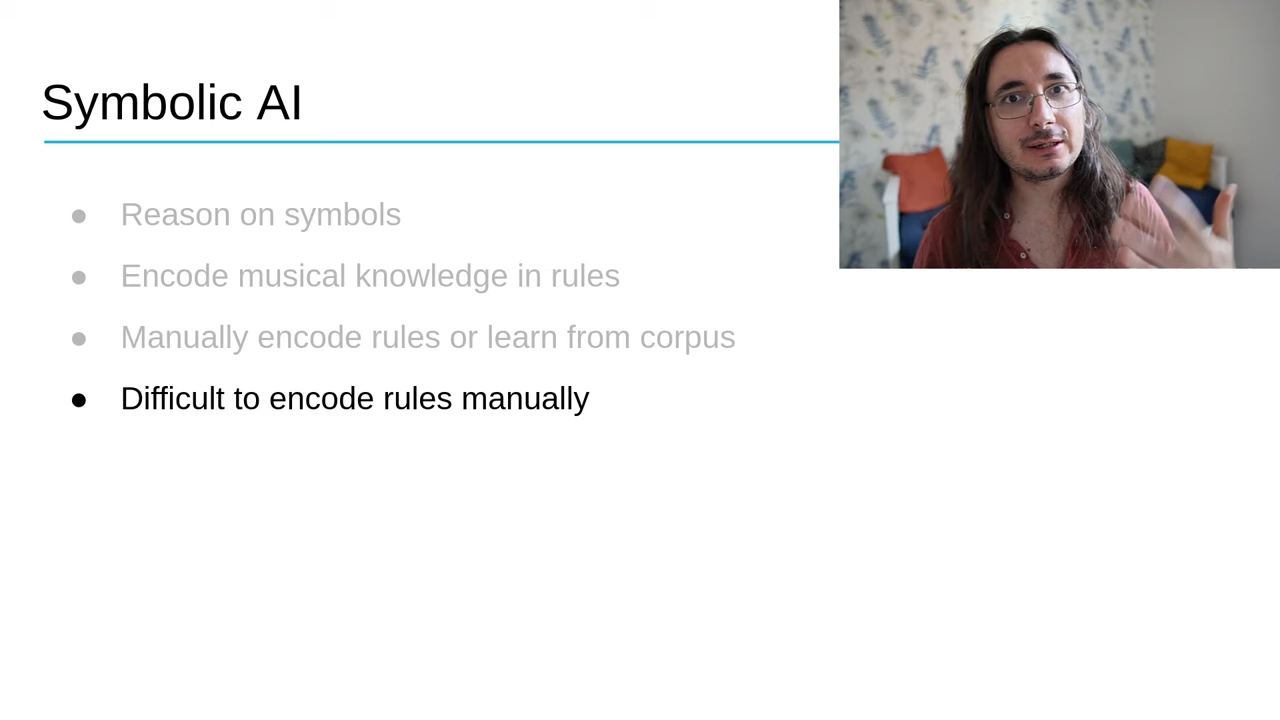 Symbolic AI
● Reason on symbols
● Encode musical knowledge in rules
● Manually encode rules or learn from corpus
● Difficult to encode rules manually